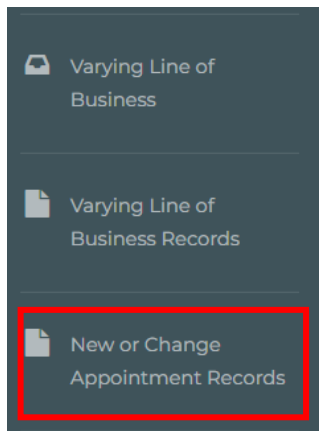 Varying Line of
Business
Varying Line of
Business Records
New or Change
Appointment Records